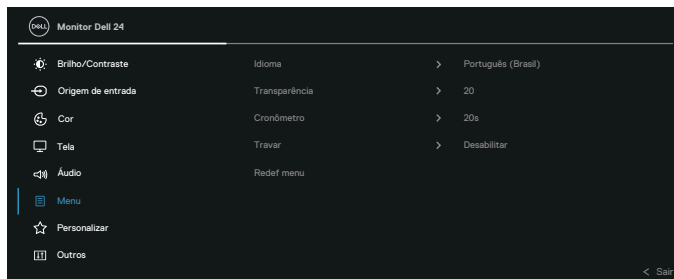 DELL Monitor Dell 24
Brilho/Contraste Idioma > Português (Brasil)
Origem de entrada Transparência > 20
Cor Cronômetro > 20s
Tela Travar > Desabilitar
Áudio Redef menu
Menu
Personalizar
Outros
< Sair